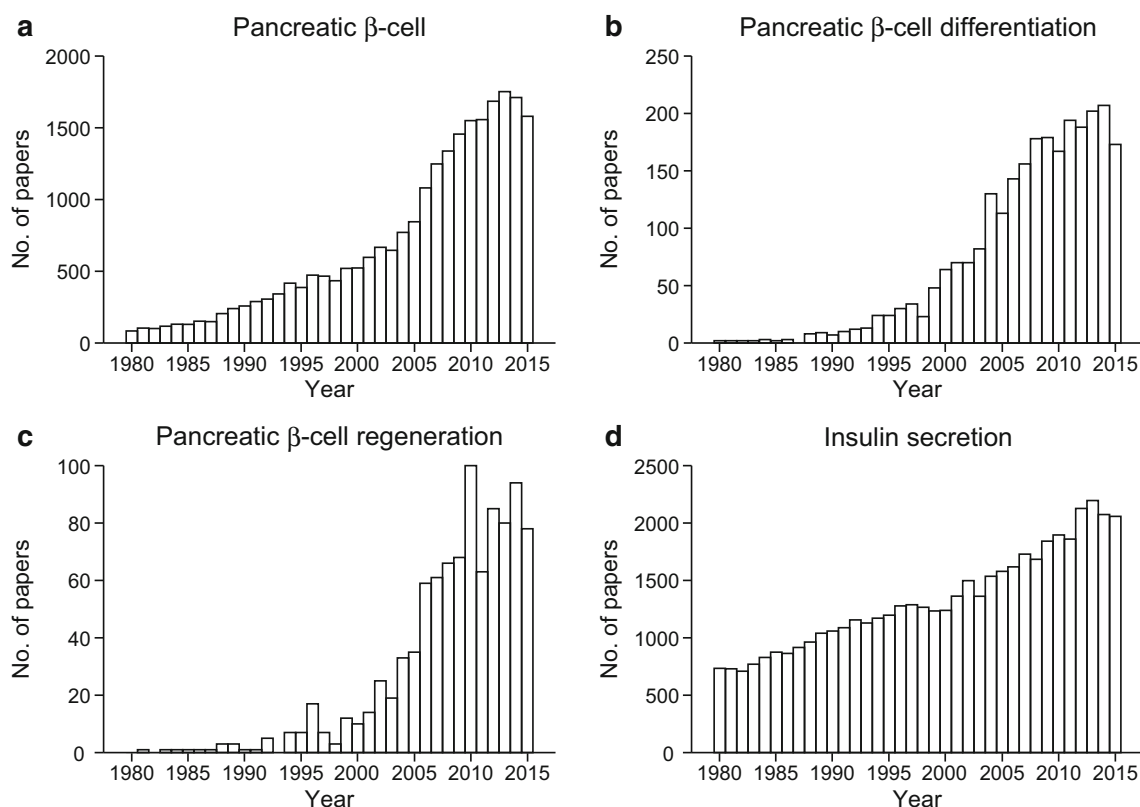 a Pancreatic β-cell
2000
1500
1000
500
0
No. of papers
1980 1985 1990 1995 2000 2005 2010 2015
Year
b Pancreatic β-cell differentiation
250
200
150
100
50
0
No. of papers
1980 1985 1990 1995 2000 2005 2010 2015
Year
c Pancreatic β-cell regeneration
100
80
60
40
20
0
No. of papers
1980 1985 1990 1995 2000 2005 2010 2015
Year
d Insulin secretion
2500
2000
1500
1000
500
0
No. of papers
1980 1985 1990 1995 2000 2005 2010 2015
Year